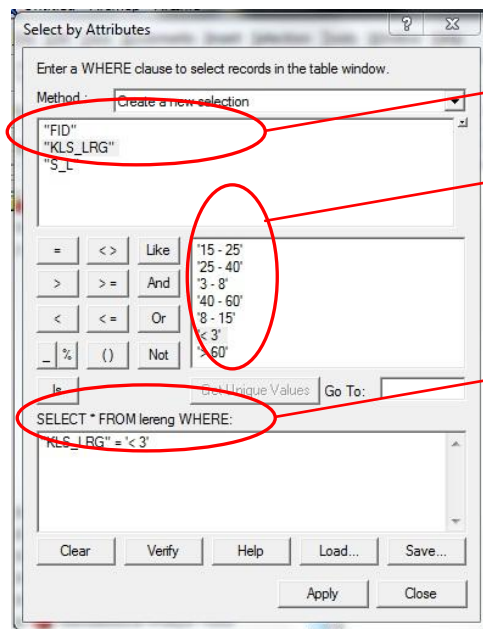 Select by Attributes
Enter a WHERE clause to select records in the table window.
Method : Create a new selection
"FID"
"KLS_LRG"
"S_L"
= <> Like '15 - 25'
'25 - 40'
> >= And '3 - 8'
'40 - 60'
< <= Or '8 - 15'
'< 3'
_ % () Not '> 60'
Is Get Unique Values Go To:
SELECT * FROM lereng WHERE:
"KLS_LRG" = '< 3'
Clear Verify Help Load... Save...
Apply Close